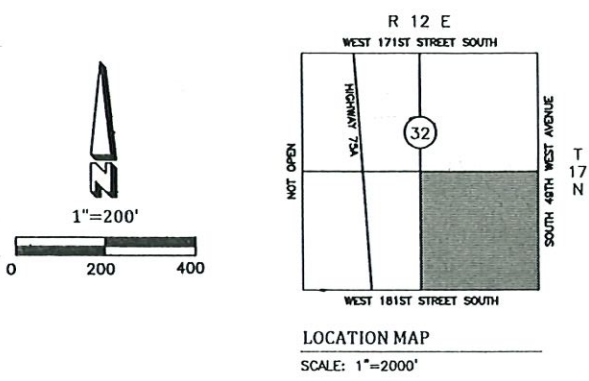 R 12 E
WEST 171ST STREET SOUTH
HIGHWAY 75A
32
NOT OPEN
SOUTH 49TH WEST AVENUE
T
17
N
WEST 181ST STREET SOUTH
N
1"=200'
0 200 400
LOCATION MAP
SCALE: 1"=2000'